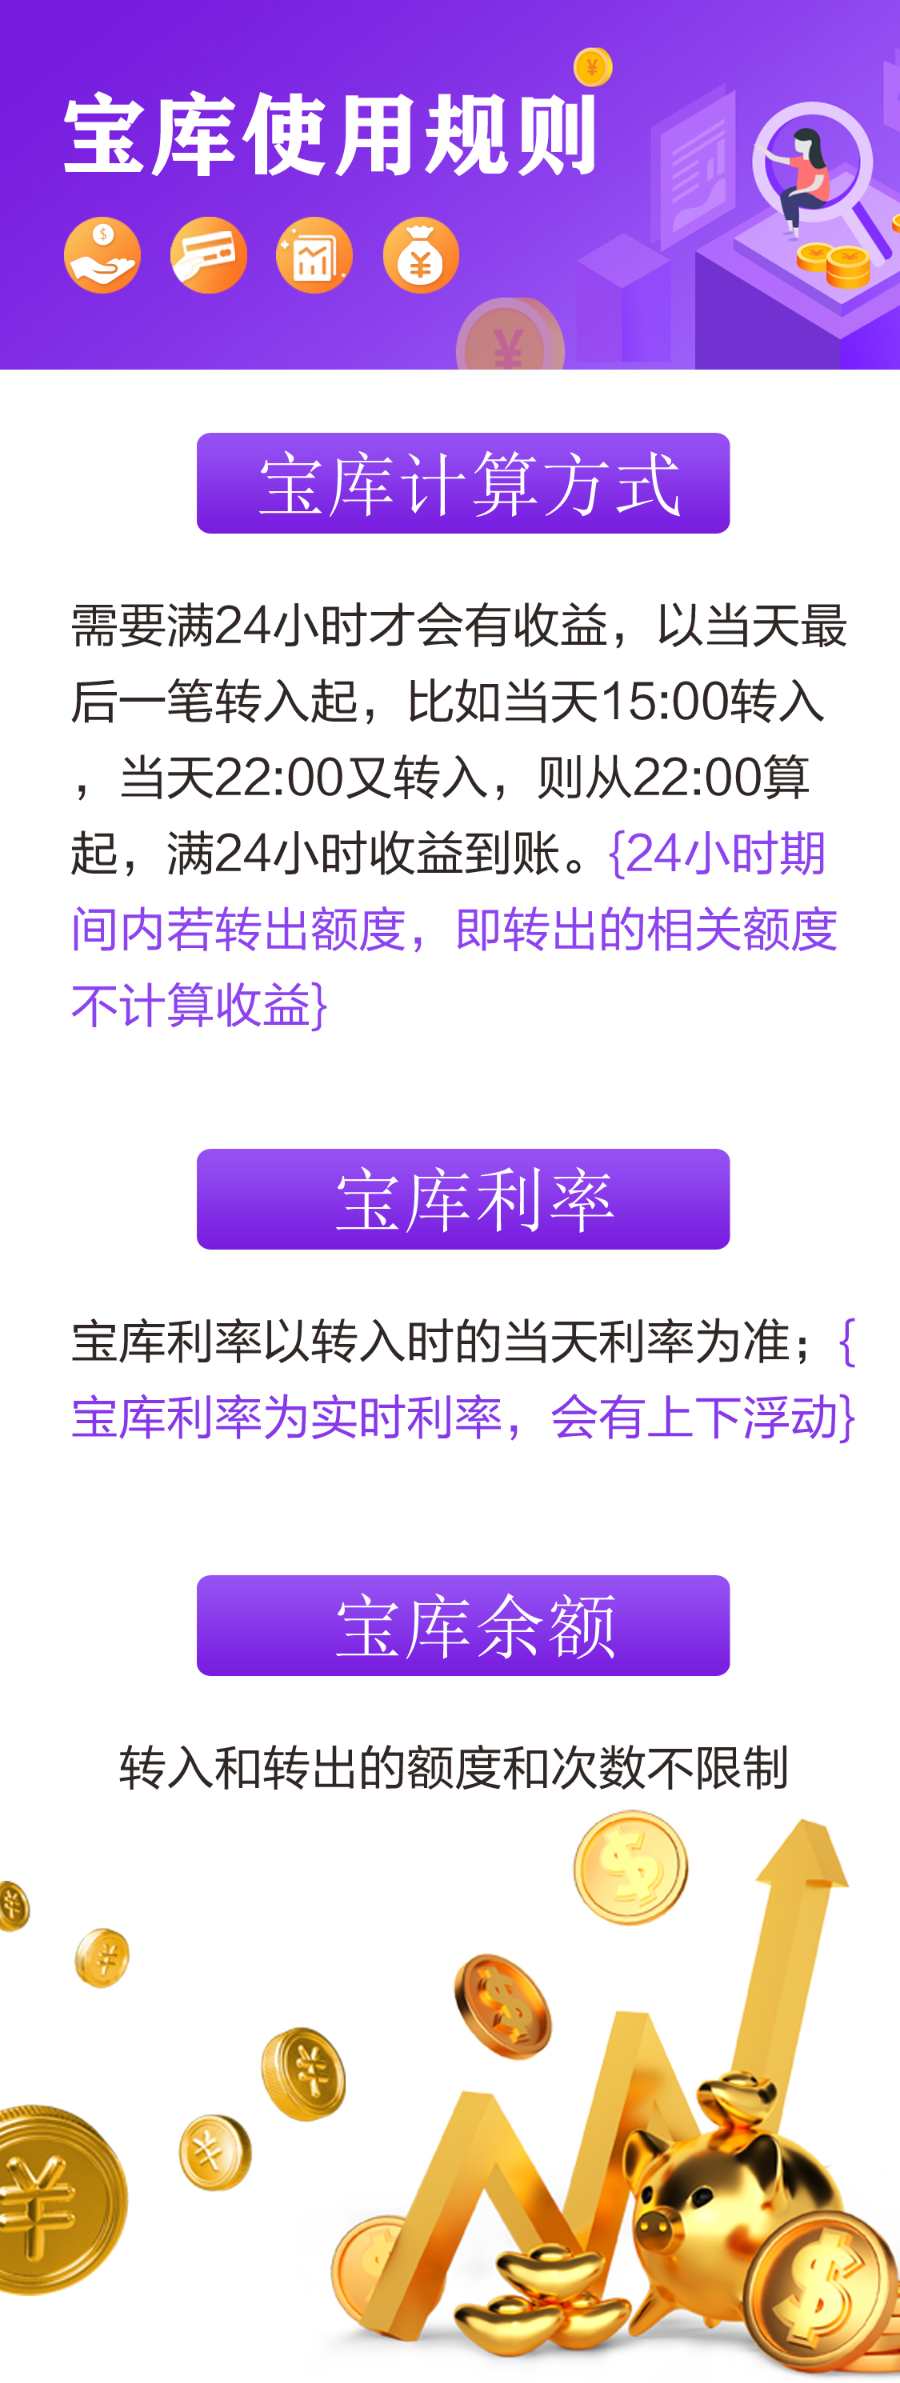 宝库使用规则
宝库计算方式
需要满24小时才会有收益，以当天最
后一笔转入起，比如当天15:00转入
，当天22:00又转入，则从22:00算
起，满24小时收益到账。{24小时期
间内若转出额度，即转出的相关额度
不计算收益}
宝库利率
宝库利率以转入时的当天利率为准；{
宝库利率为实时利率，会有上下浮动}
宝库余额
转入和转出的额度和次数不限制